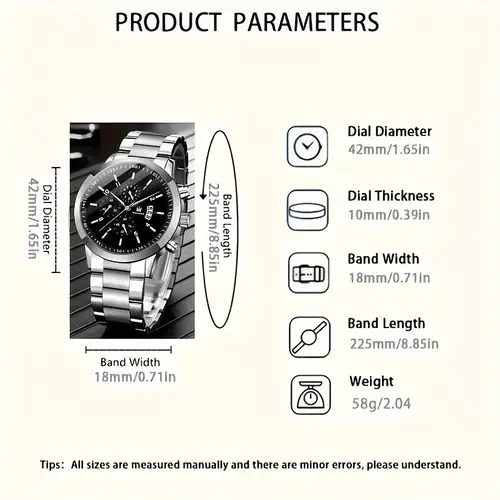 PRODUCT PARAMETERS
Dial Diameter
42mm/1.65in
Band Length
225mm/8.85in
Band Width
18mm/0.71in
Dial Diameter
42mm/1.65in
Dial Thickness
10mm/0.39in
Band Width
18mm/0.71in
Band Length
225mm/8.85in
Weight
58g/2.04
Tips: All sizes are measured manually and there are minor errors, please understand.